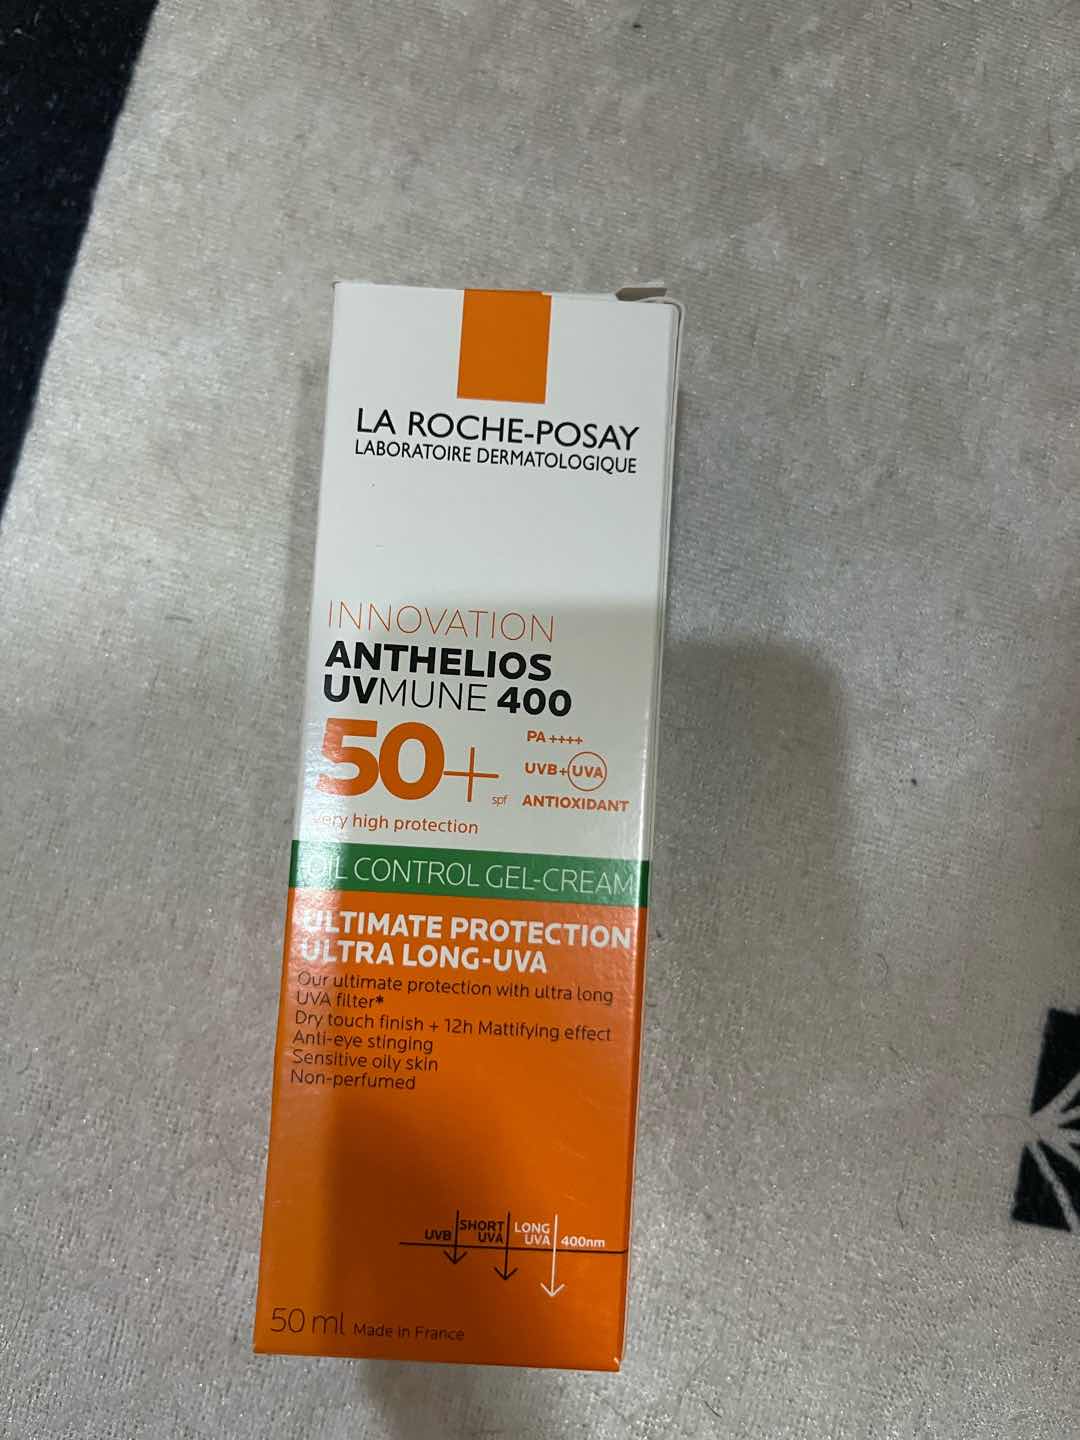 LA ROCHE-POSAY
LABORATOIRE DERMATOLOGIQUE
INNOVATION
ANTHELIOS
UVMUNE 400
50+ spf
PA ++++
UVB+UVA
ANTIOXIDANT
Very high protection
OIL CONTROL GEL-CREAM
ULTIMATE PROTECTION
ULTRA LONG-UVA
Our ultimate protection with ultra long
UVA filter*
Dry touch finish + 12h Mattifying effect
Anti-eye stinging
Sensitive oily skin
Non-perfumed
UVB
SHORT
UVA
LONG
UVA
400nm
50 ml Made in France